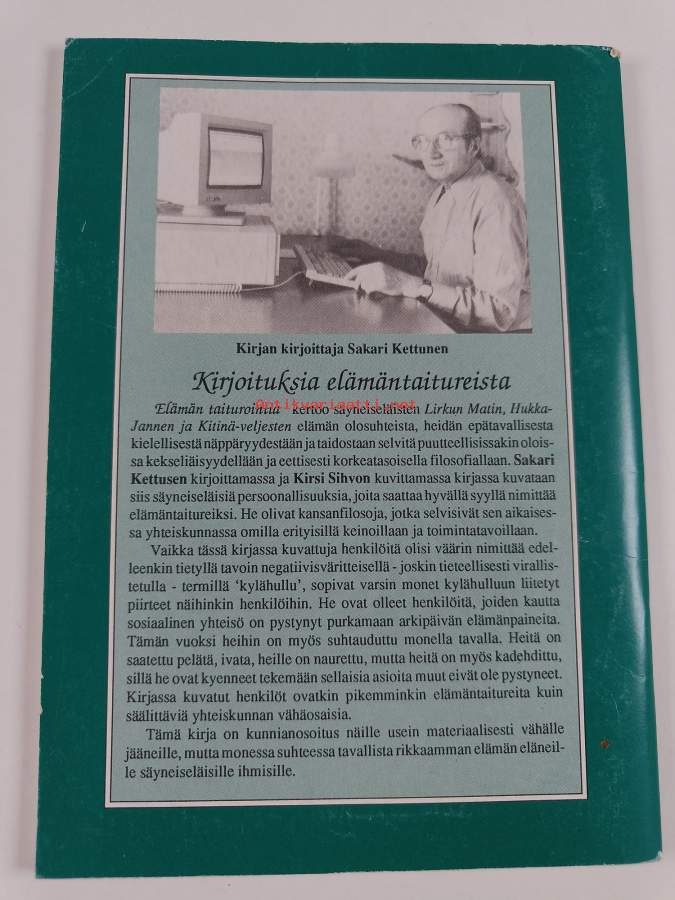 Kirjan kirjoittaja Sakari Kettunen
Kirjoituksia elämäntaitureista
Antikvariaatti.net
Elämän taiturointia - kertoo säyneiseläisten Lirkun Matin, Hukka-
Jannen ja Kitinä-veljesten elämän olosuhteista, heidän epätavallisesta
kielellisestä näppäryydestään ja taidostaan selvitä puutteellisissakin olois-
sa kekseliäisyydellään ja eettisesti korkeatasoisella filosofiallaan. Sakari
Kettusen kirjoittamassa ja Kirsi Sihvon kuvittamassa kirjassa kuvataan
siis säyneiseläisiä persoonallisuuksia, joita saattaa hyvällä syyllä nimittää
elämäntaitureiksi. He olivat kansanfilosofeja, jotka selvisivät sen aikaises-
sa yhteiskunnassa omilla erityisillä keinoillaan ja toimintatavoillaan.
Vaikka tässä kirjassa kuvattuja henkilöitä olisi väärin nimittää edel-
leenkin tietyllä tavoin negatiivisväritteisellä - joskin tieteellisesti virallis-
tetulla - termillä 'kylähullu', sopivat varsin monet kylähulluun liitetyt
piirteet näihinkin henkilöihin. He ovat olleet henkilöitä, joiden kautta
sosiaalinen yhteisö on pystynyt purkamaan arkipäivän elämänpaineita.
Tämän vuoksi heihin on myös suhtauduttu monella tavalla. Heitä on
saatettu pelätä, ivata, heille on naurettu, mutta heitä on myös kadehdittu,
sillä he ovat kyenneet tekemään sellaisia asioita muut eivät ole pystyneet.
Kirjassa kuvatut henkilöt ovatkin pikemminkin elämäntaitureita kuin
säälittäviä yhteiskunnan vähäosaisia.
Tämä kirja on kunnianosoitus näille usein materiaalisesti vähälle
jääneille, mutta monessa suhteessa tavallista rikkaamman elämän eläneil-
le säyneiseläisille ihmisille.